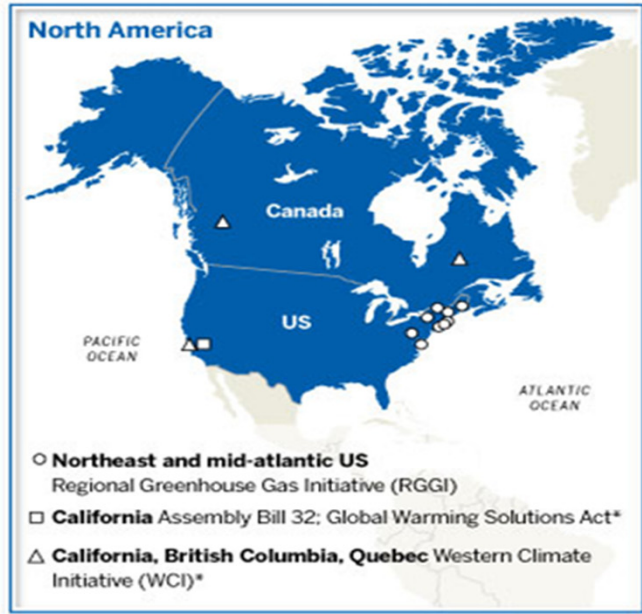 North America
Canada
US
PACIFIC
OCEAN
ATLANTIC
OCEAN
Northeast and mid-atlantic US
Regional Greenhouse Gas Initiative (RGGI)
California Assembly Bill 32; Global Warming Solutions Act*
California, British Columbia, Quebec Western Climate
Initiative (WCI)*